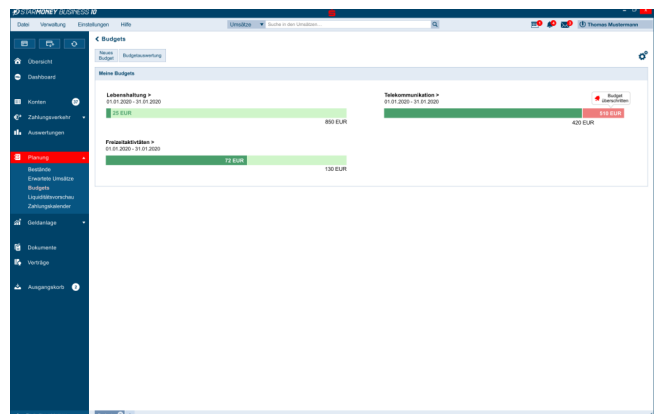 STARMONEY BUSINESS 10
Datei Verwaltung Einstellungen Hilfe Umsätze Suche in den Umsätzen... Thomas Mustermann
Budgets
Neues Budget
Budgetauswertung
Übersicht
Dashboard
Konten
Zahlungsverkehr
Auswertungen
Planung
Bestände
Erwartete Umsätze
Budgets
Liquiditätsvorschau
Zahlungskalender
Geldanlage
Dokumente
Verträge
Ausgangskorb
Meine Budgets
Lebenshaltung >
01.01.2020 - 31.01.2020
25 EUR
850 EUR
Telekommunikation >
01.01.2020 - 31.01.2020
Budget
überschritten
510 EUR
420 EUR
Freizeitaktivtäten >
01.01.2020 - 31.01.2020
72 EUR
130 EUR